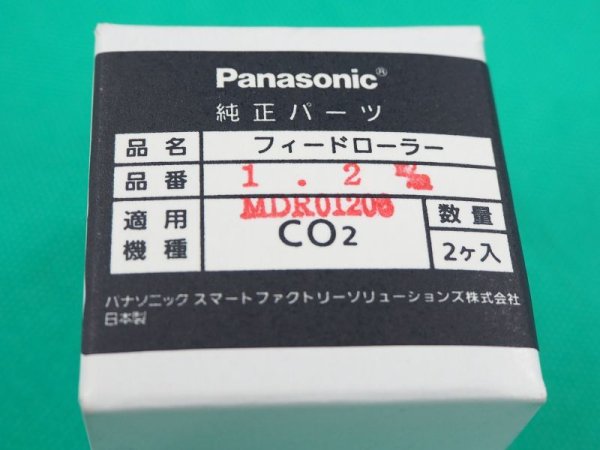 Panasonic®
純正パーツ
品名 フィードローラー
品番 1.2㎜
MDR01206
適用機種 CO2 数量
2ヶ入
パナソニック スマートファクトリーソリューションズ株式会社
日本製